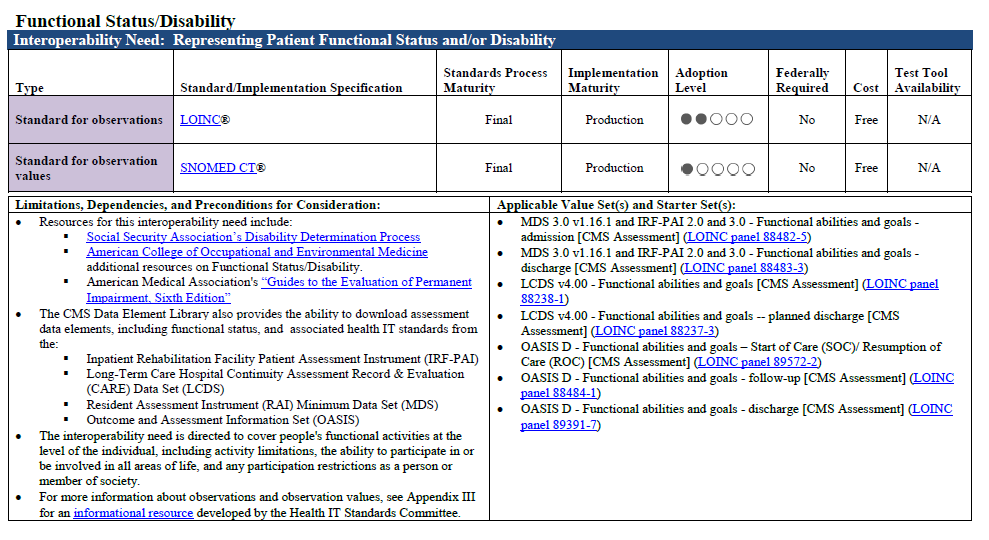 Functional Status/Disability
Interoperability Need: Representing Patient Functional Status and/or Disability
Type
Standard/Implementation Specification
Standards Process
Maturity
Implementation
Maturity
Adoption
Level
Federally
Required
Cost
Test Tool
Availability
Standard for observations
LOINC®
Final
Production
No
Free
N/A
Standard for observation
values
SNOMED CT®
Final
Production
No
Free
N/A
Limitations, Dependencies, and Preconditions for Consideration:
• Resources for this interoperability need include:
▪ Social Security Association's Disability Determination Process
▪ American College of Occupational and Environmental Medicine
additional resources on Functional Status/Disability.
▪ American Medical Association's “Guides to the Evaluation of Permanent
Impairment, Sixth Edition”
• The CMS Data Element Library also provides the ability to download assessment
data elements, including functional status, and associated health IT standards from
the:
▪ Inpatient Rehabilitation Facility Patient Assessment Instrument (IRF-PAI)
▪ Long-Term Care Hospital Continuity Assessment Record & Evaluation
(CARE) Data Set (LCDS)
▪ Resident Assessment Instrument (RAI) Minimum Data Set (MDS)
▪ Outcome and Assessment Information Set (OASIS)
• The interoperability need is directed to cover people's functional activities at the
level of the individual, including activity limitations, the ability to participate in or
be involved in all areas of life, and any participation restrictions as a person or
member of society.
• For more information about observations and observation values, see Appendix III
for an informational resource developed by the Health IT Standards Committee.
Applicable Value Set(s) and Starter Set(s):
• MDS 3.0 v1.16.1 and IRF-PAI 2.0 and 3.0 - Functional abilities and goals -
admission [CMS Assessment] (LOINC panel 88482-5)
• MDS 3.0 v1.16.1 and IRF-PAI 2.0 and 3.0 - Functional abilities and goals -
discharge [CMS Assessment] (LOINC panel 88483-3)
• LCDS v4.00 - Functional abilities and goals [CMS Assessment] (LOINC panel
88238-1)
• LCDS v4.00 - Functional abilities and goals -- planned discharge [CMS
Assessment] (LOINC panel 88237-3)
• OASIS D - Functional abilities and goals – Start of Care (SOC)/ Resumption of
Care (ROC) [CMS Assessment] (LOINC panel 89572-2)
• OASIS D - Functional abilities and goals - follow-up [CMS Assessment] (LOINC
panel 88484-1)
• OASIS D - Functional abilities and goals - discharge [CMS Assessment] (LOINC
panel 89391-7)